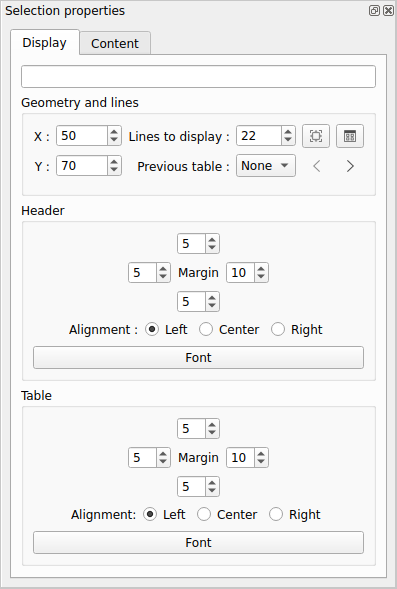 Selection properties
Display Content
Geometry and lines
X : 50 Lines to display : 22
Y : 70 Previous table : None
Header
5
5 Margin 10
5
Alignment : Left Center Right
Font
Table
5
5 Margin 10
5
Alignment: Left Center Right
Font